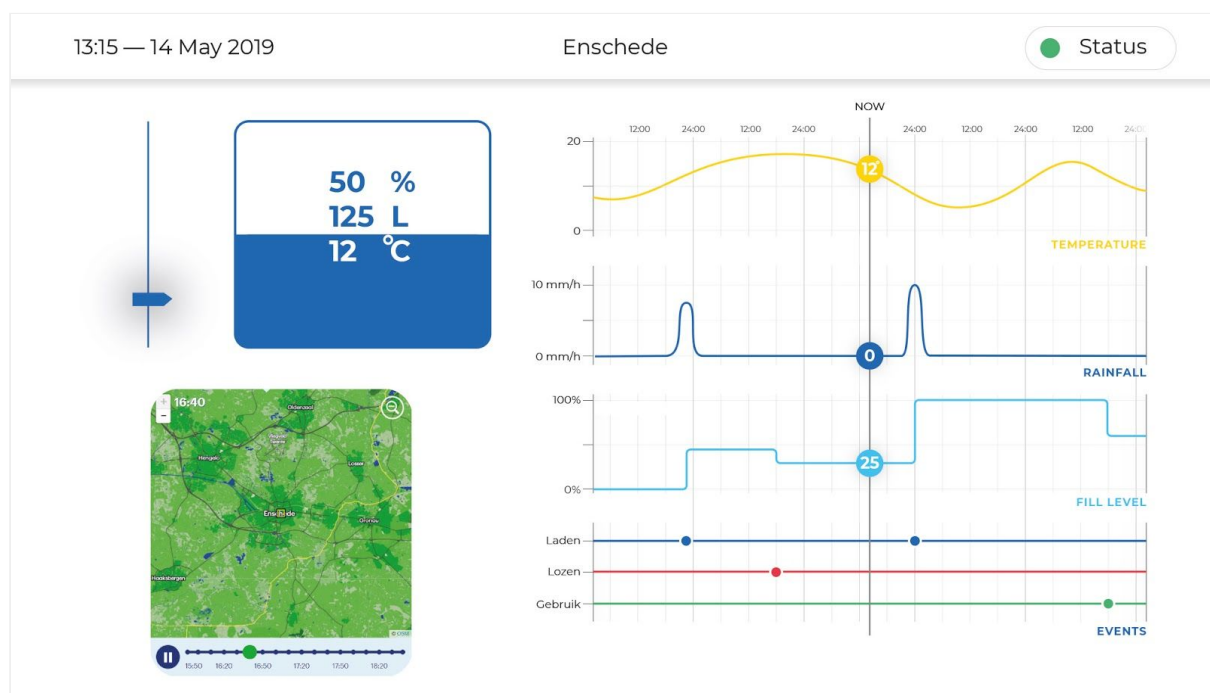 13:15 — 14 May 2019
Enschede
Status
50 %
125 L
12 °C
NOW
12:00 24:00 12:00 24:00 24:00 12:00 24:00 12:00 24:00
20
0
12°
TEMPERATURE
10 mm/h
0 mm/h
0
RAINFALL
100%
0%
25
FILL LEVEL
Laden
Lozen
Gebruik
EVENTS
+
−
16:40
Oldenzaal
Hengelo
Losser
Enschede
Gronau
Haaksbergen
15:50 16:20 16:50 17:20 17:50 18:20